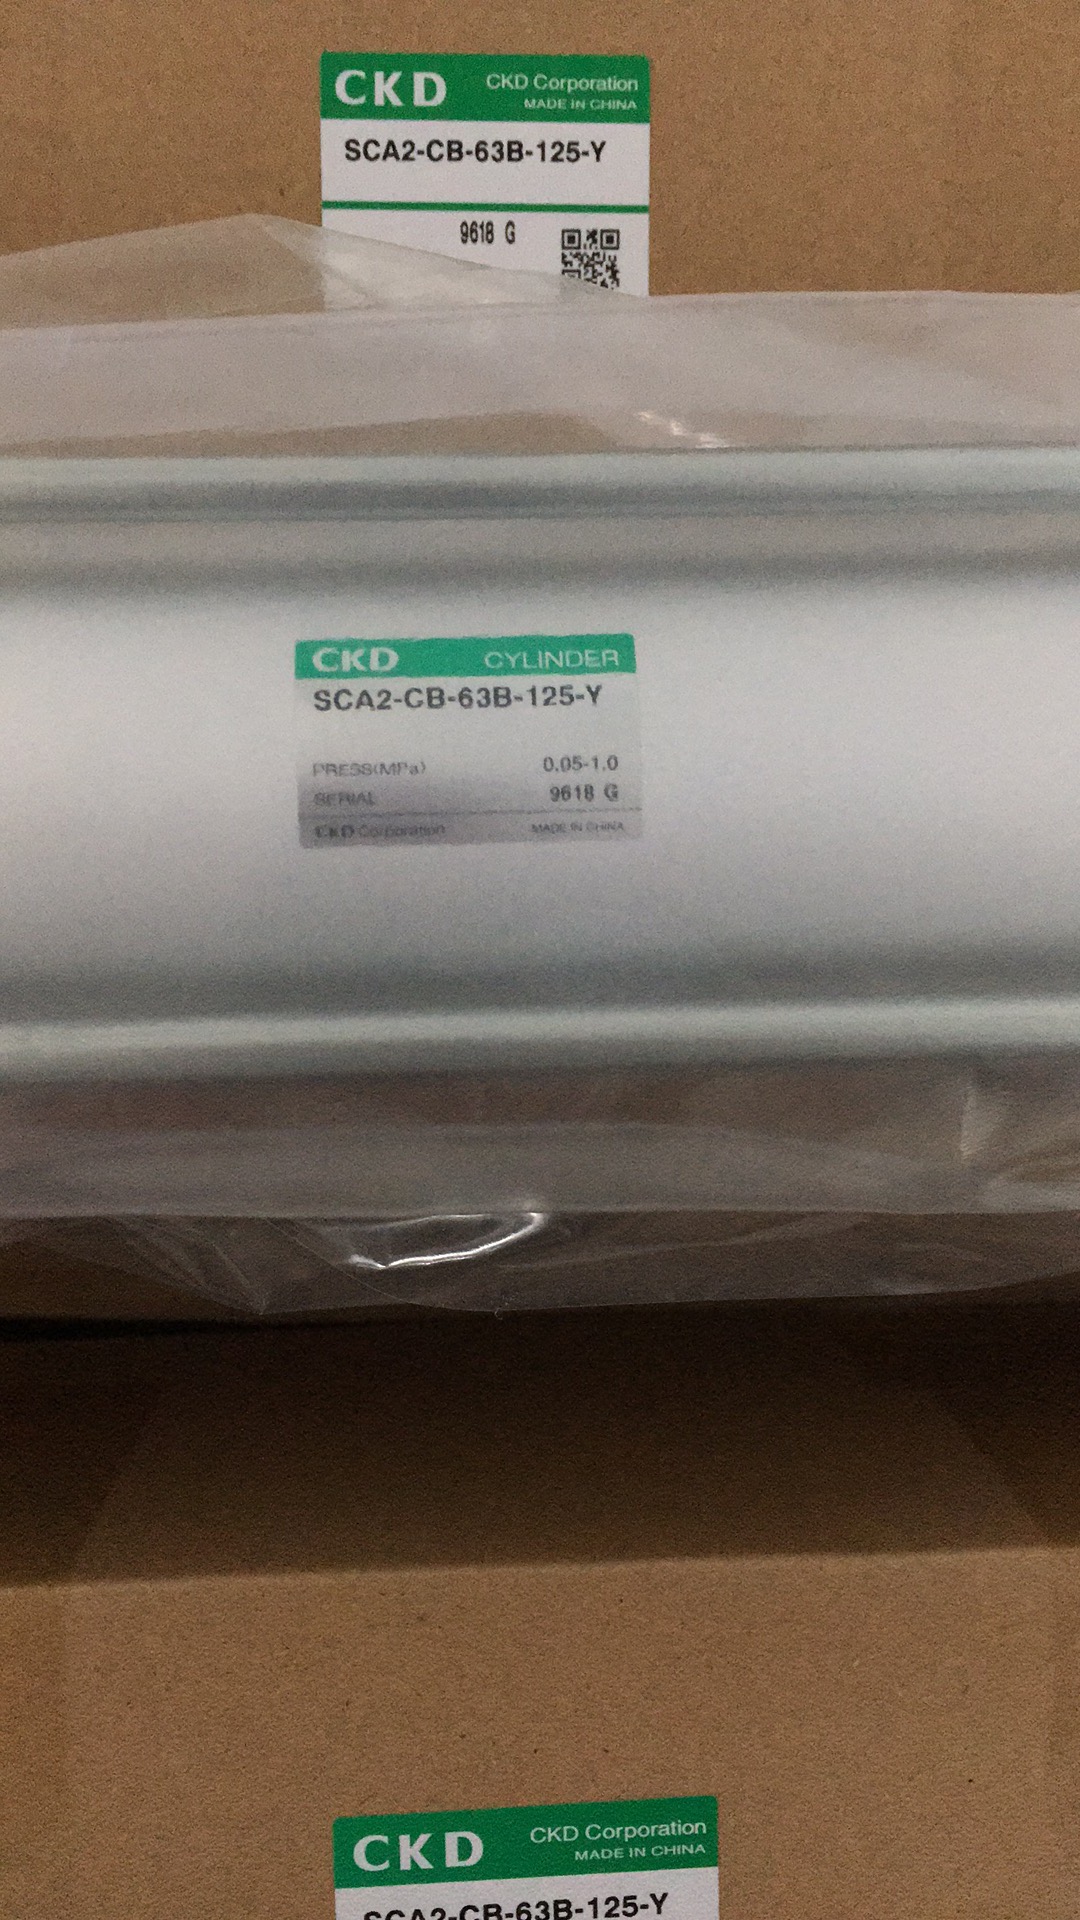 CKD CKD Corporation
MADE IN CHINA
SCA2-CB-63B-125-Y
9618 G
CKD CYLINDER
SCA2-CB-63B-125-Y
PRESS(MPa) 0.05-1.0
SERIAL 9618 G
CKD Corporation MADE IN CHINA
CKD CKD Corporation
MADE IN CHINA
SCA2-CB-63B-125-Y